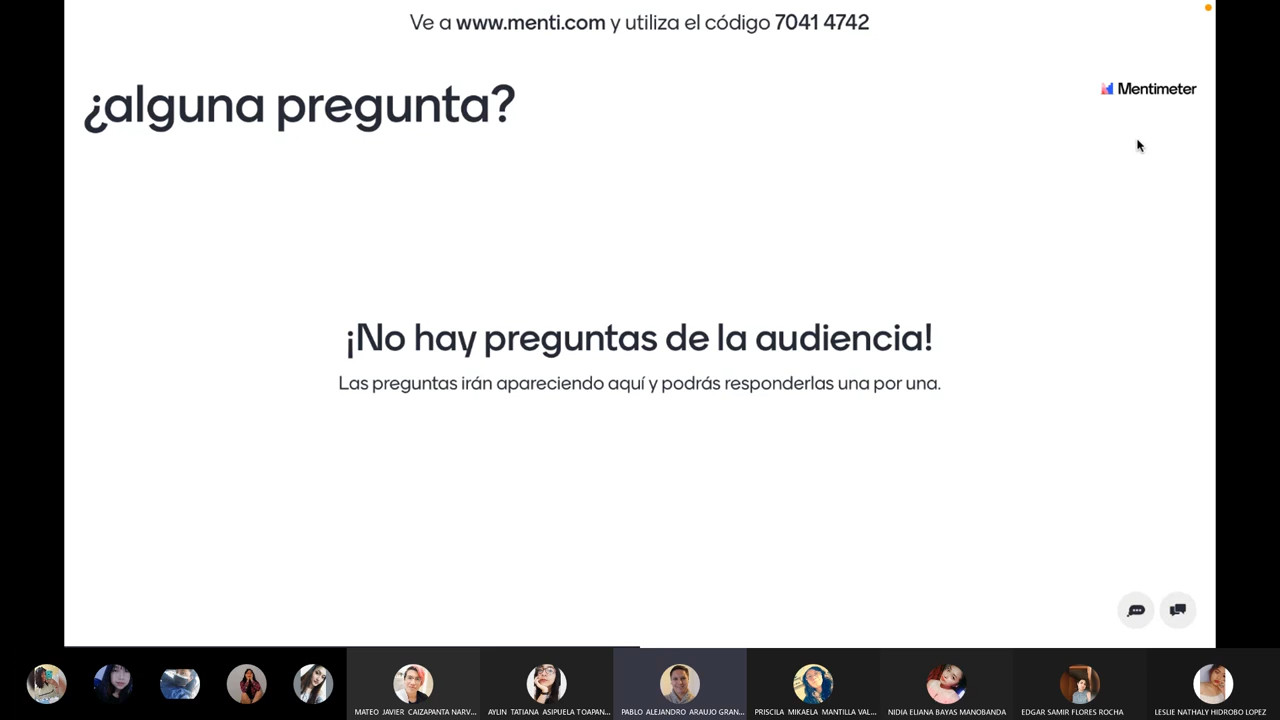 Ve a www.menti.com y utiliza el código 7041 4742
¿alguna pregunta?
Mentimeter
¡No hay preguntas de la audiencia!
Las preguntas irán apareciendo aquí y podrás responderlas una por una.
MATEO JAVIER CAIZAPANTA NARV...
AYLIN TATIANA ASIPUELA TOAPAN...
PABLO ALEJANDRO ARAUJO GRAN...
PRISCILA MIKAELA MANTILLA VAL...
NIDIA ELIANA BAYAS MANOBANDA
EDGAR SAMIR FLORES ROCHA
LESLIE NATHALY HIDROBO LOPEZ